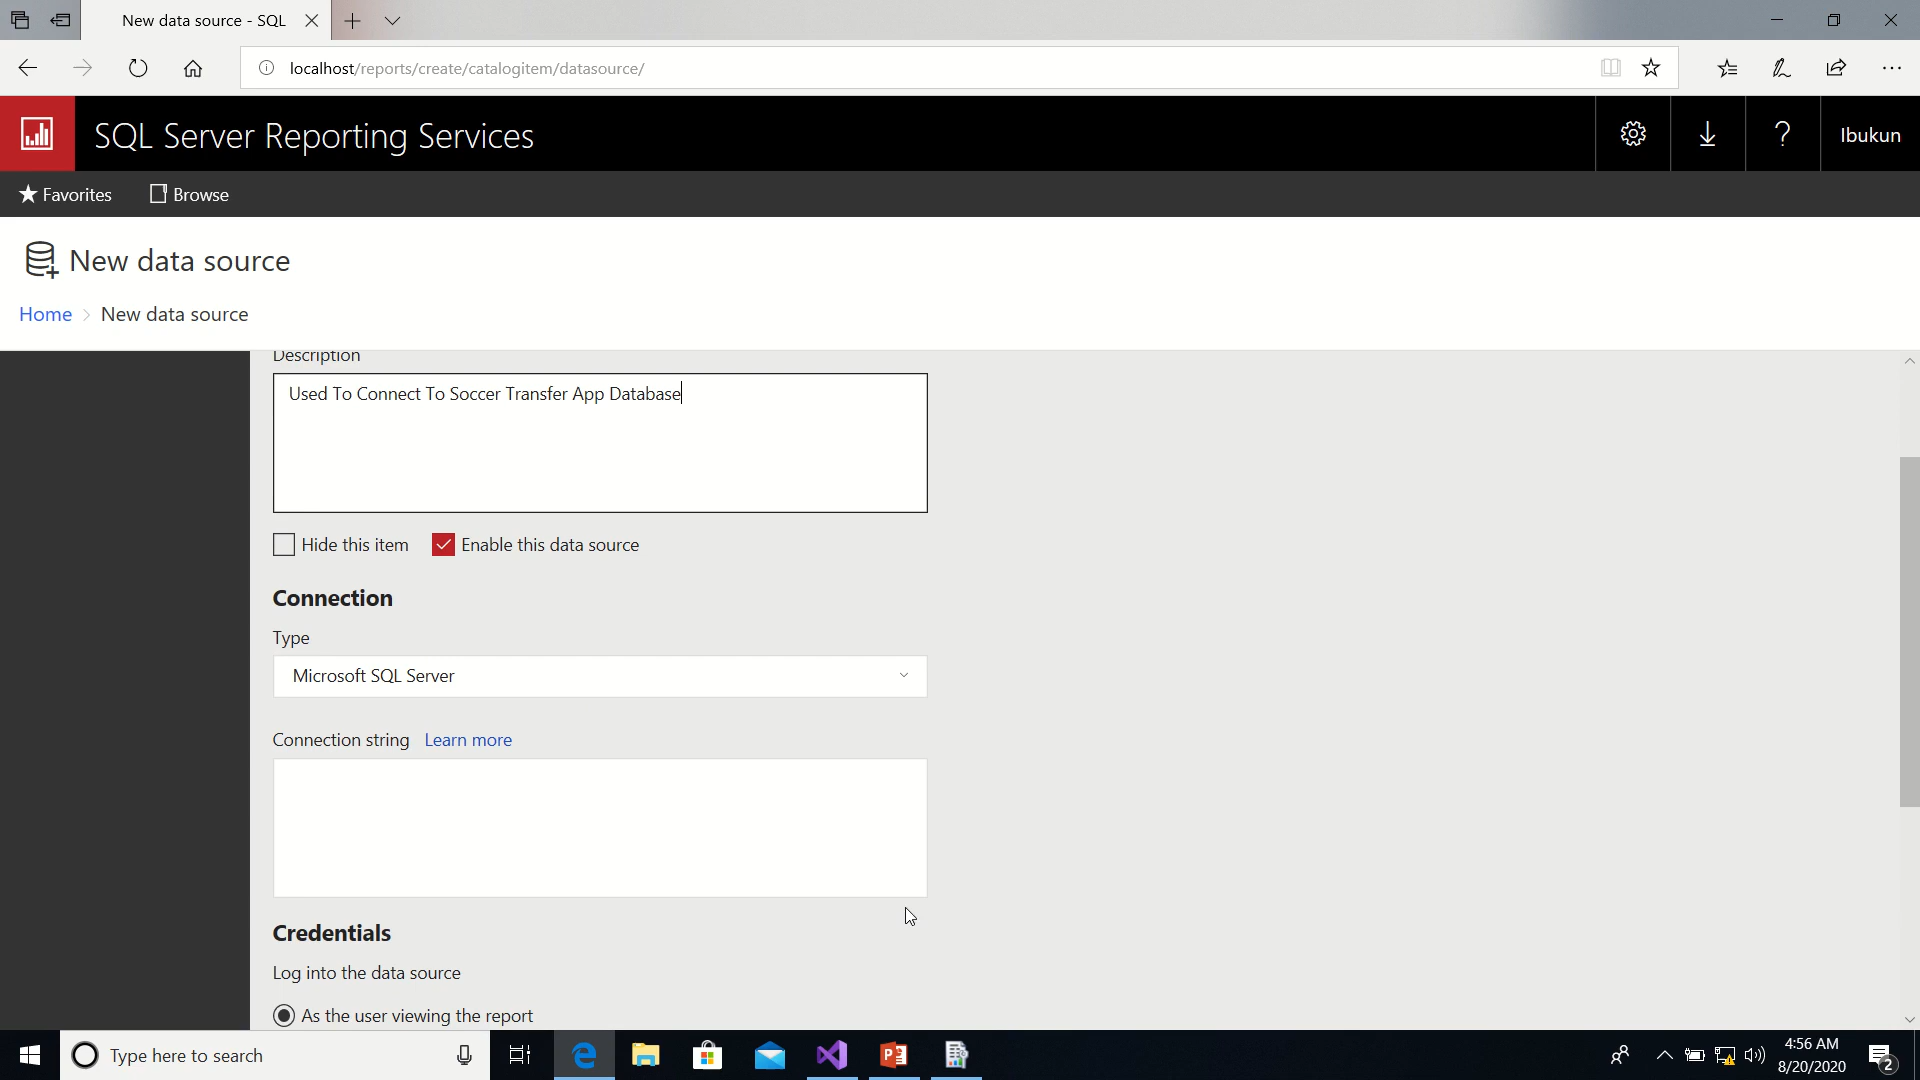 New data source - SQL
localhost/reports/create/catalogitem/datasource/
SQL Server Reporting Services
?
Ibukun
Favorites
Browse
New data source
Home > New data source
Description
Used To Connect To Soccer Transfer App Database
Hide this item
Enable this data source
Connection
Type
Microsoft SQL Server
Connection string Learn more
Credentials
Log into the data source
As the user viewing the report
Type here to search
4:56 AM
8/20/2020
2